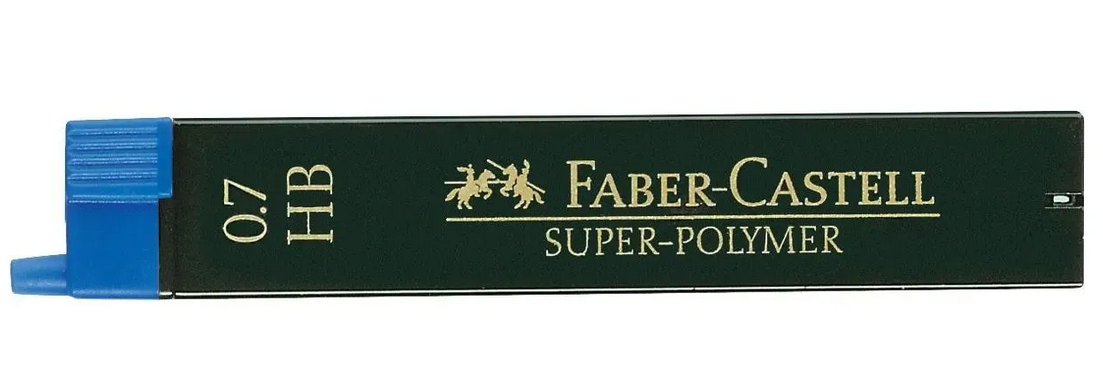 0.7
HB
FABER-CASTELL
SUPER-POLYMER